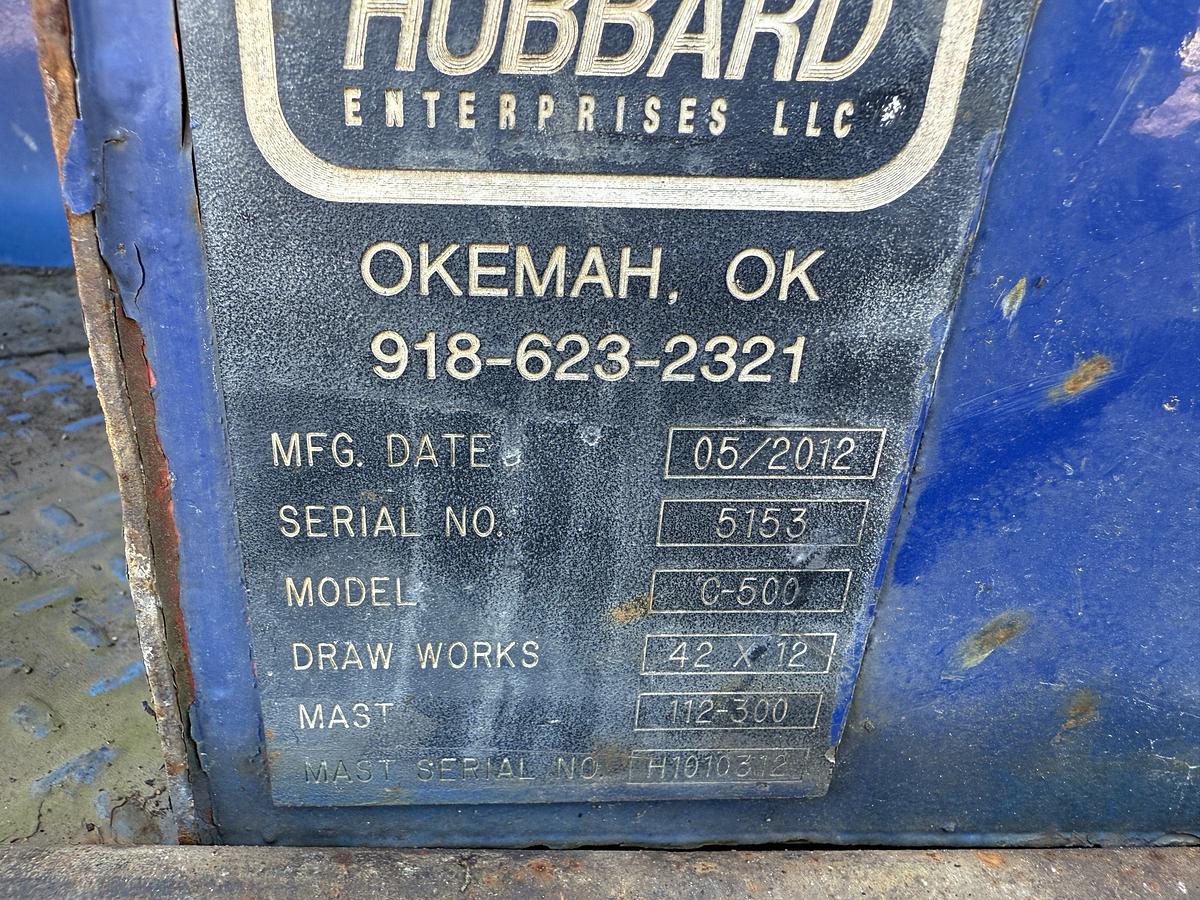 HUBBARD
ENTERPRISES LLC
OKEMAH, OK
918-623-2321
MFG. DATE 05/2012
SERIAL NO. 5153
MODEL C-500
DRAW WORKS 42 X 12
MAST 112-300
MAST SERIAL NO. H1010312